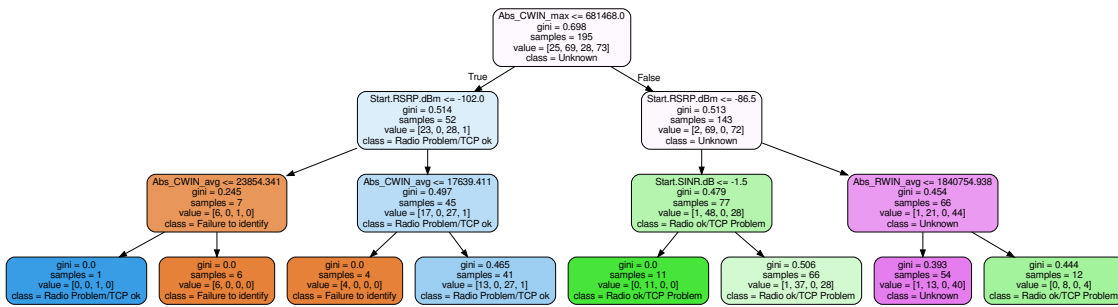 Abs_CWIN_max <= 681468.0
gini = 0.698
samples = 195
value = [25, 69, 28, 73]
class = Unknown
True
False
Start.RSRP.dBm <= -102.0
gini = 0.514
samples = 52
value = [23, 0, 28, 1]
class = Radio Problem/TCP ok
Start.RSRP.dBm <= -86.5
gini = 0.513
samples = 143
value = [2, 69, 0, 72]
class = Unknown
Abs_CWIN_avg <= 23854.341
gini = 0.245
samples = 7
value = [6, 0, 1, 0]
class = Failure to identify
Abs_CWIN_avg <= 17639.411
gini = 0.497
samples = 45
value = [17, 0, 27, 1]
class = Radio Problem/TCP ok
Start.SINR.dB <= -1.5
gini = 0.479
samples = 77
value = [1, 48, 0, 28]
class = Radio ok/TCP Problem
Abs_RWIN_avg <= 1840754.938
gini = 0.454
samples = 66
value = [1, 21, 0, 44]
class = Unknown
gini = 0.0
samples = 1
value = [0, 0, 1, 0]
class = Radio Problem/TCP ok
gini = 0.0
samples = 6
value = [6, 0, 0, 0]
class = Failure to identify
gini = 0.0
samples = 4
value = [4, 0, 0, 0]
class = Failure to identify
gini = 0.465
samples = 41
value = [13, 0, 27, 1]
class = Radio Problem/TCP ok
gini = 0.0
samples = 11
value = [0, 11, 0, 0]
class = Radio ok/TCP Problem
gini = 0.506
samples = 66
value = [1, 37, 0, 28]
class = Radio ok/TCP Problem
gini = 0.393
samples = 54
value = [1, 13, 0, 40]
class = Unknown
gini = 0.444
samples = 12
value = [0, 8, 0, 4]
class = Radio ok/TCP Problem